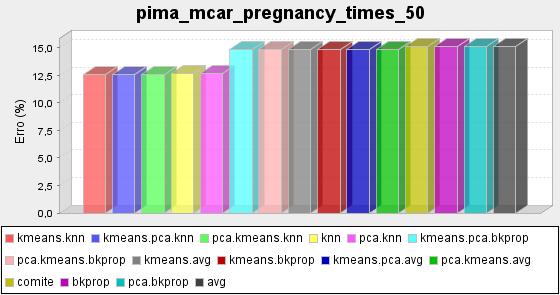 pima_mcar_pregnancy_times_50
15,0
12,5
10,0
7,5
5,0
2,5
0,0
Erro (%)
kmeans.knn kmeans.pca.knn pca.kmeans.knn knn pca.knn kmeans.pca.bkprop
pca.kmeans.bkprop kmeans.avg kmeans.bkprop kmeans.pca.avg pca.kmeans.avg
comite bkprop pca.bkprop avg